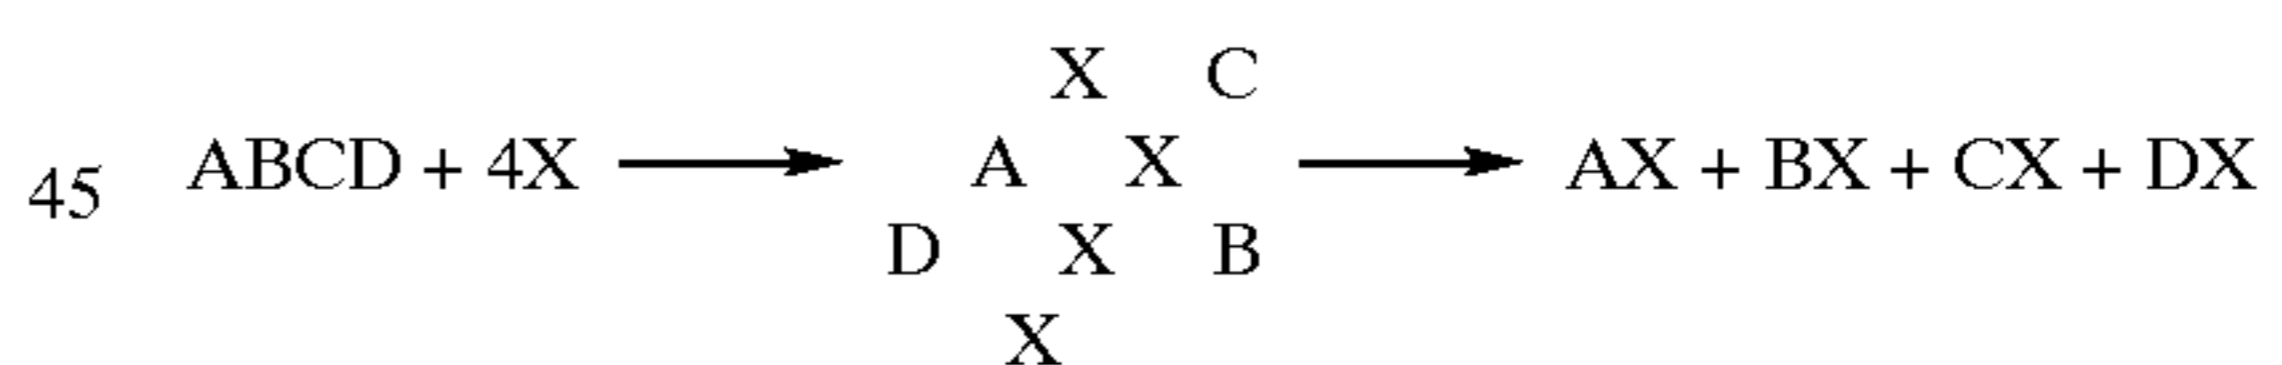 X C
45 ABCD + 4X ⟶ A X ⟶ AX + BX + CX + DX
D X B
X